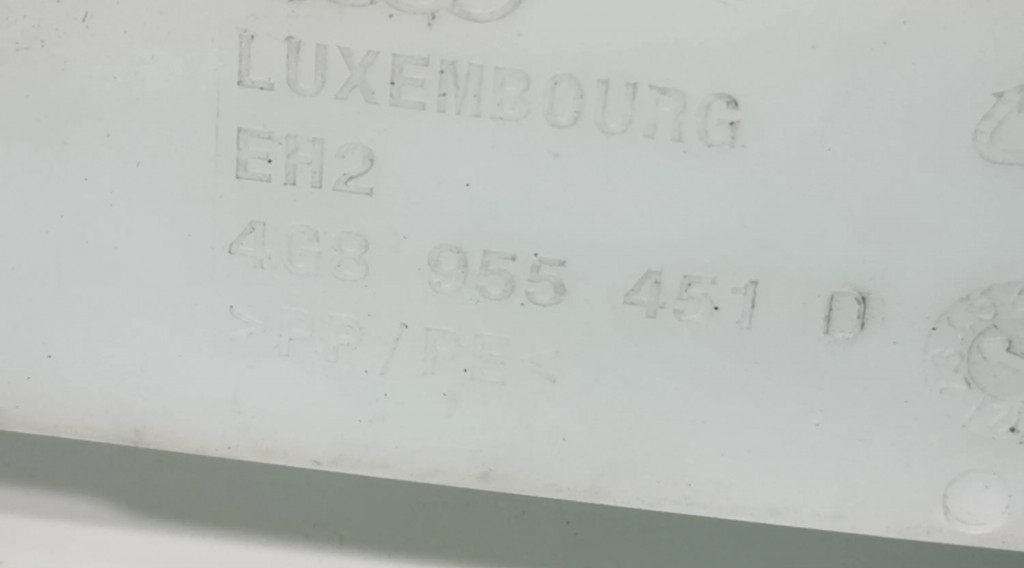 LUXEMBOURG
EH2
4G8 955 451 D
>PP/PE<